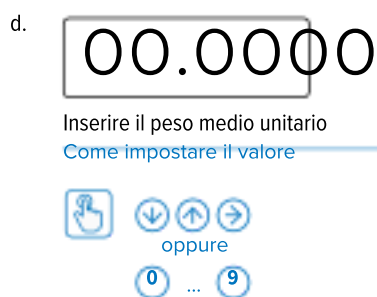 d.
00.0000
Inserire il peso medio unitario
Come impostare il valore
oppure
0 ... 9